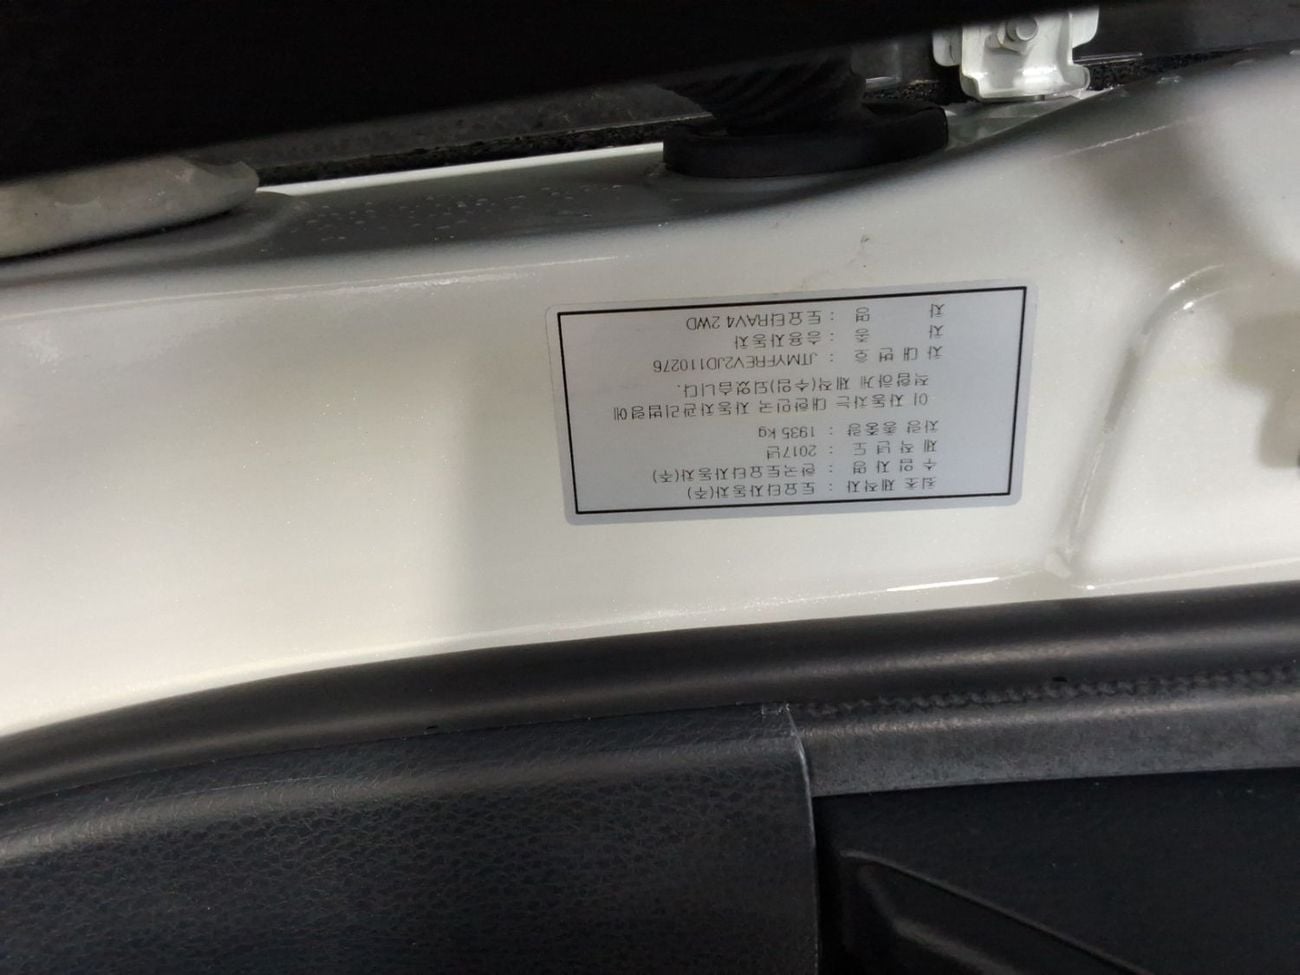 최초 제작자 : 토요타자동차(주)
수 입 자 명 : 한국토요타자동차(주)
제 작 년 도 : 2017년
차량 총중량 : 1935 kg
이 자동차는 대한민국 자동차관리법령에
적합하게 제작(수입)되었습니다.
차 대 번 호 : JTMYFREV2JD110276
차 종 : 승용자동차
차 명 : 토요타RAV4 2WD